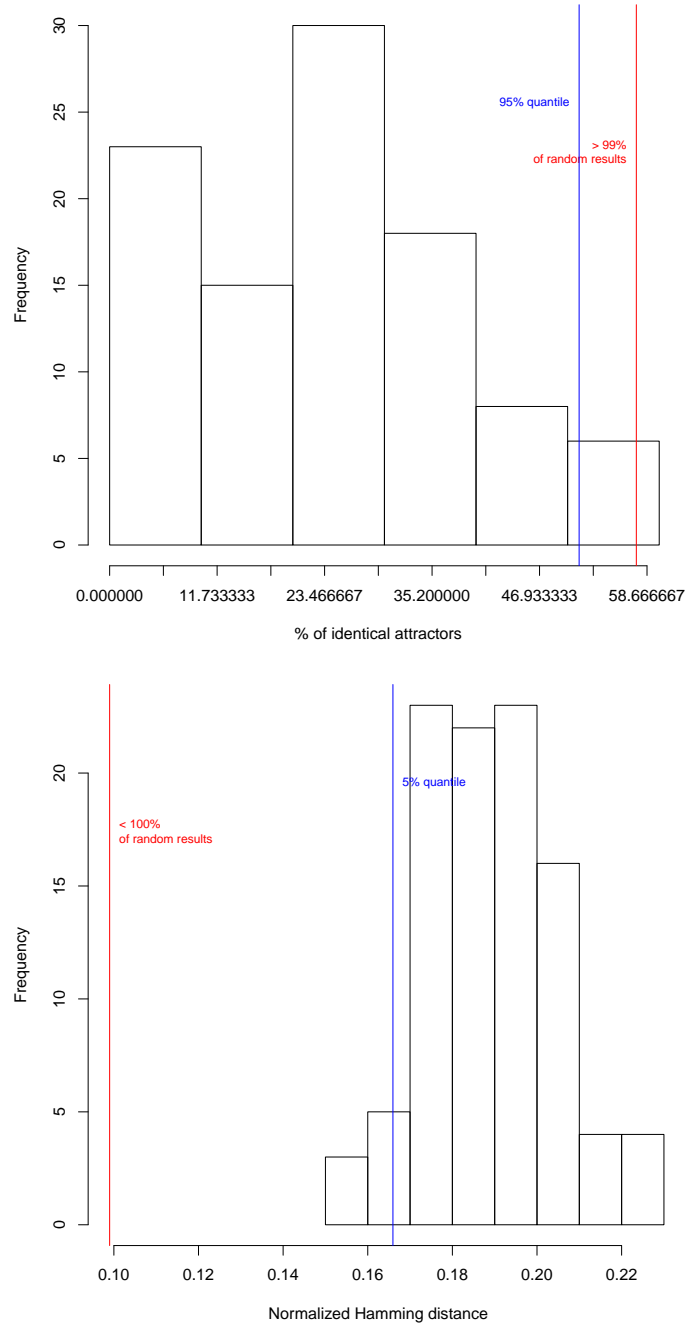 30
25
20
15
10
5
0
Frequency
95% quantile
> 99%
of random results
0.000000 11.733333 23.466667 35.200000 46.933333 58.666667
% of identical attractors
20
15
10
5
0
Frequency
5% quantile
< 100%
of random results
0.10 0.12 0.14 0.16 0.18 0.20 0.22
Normalized Hamming distance